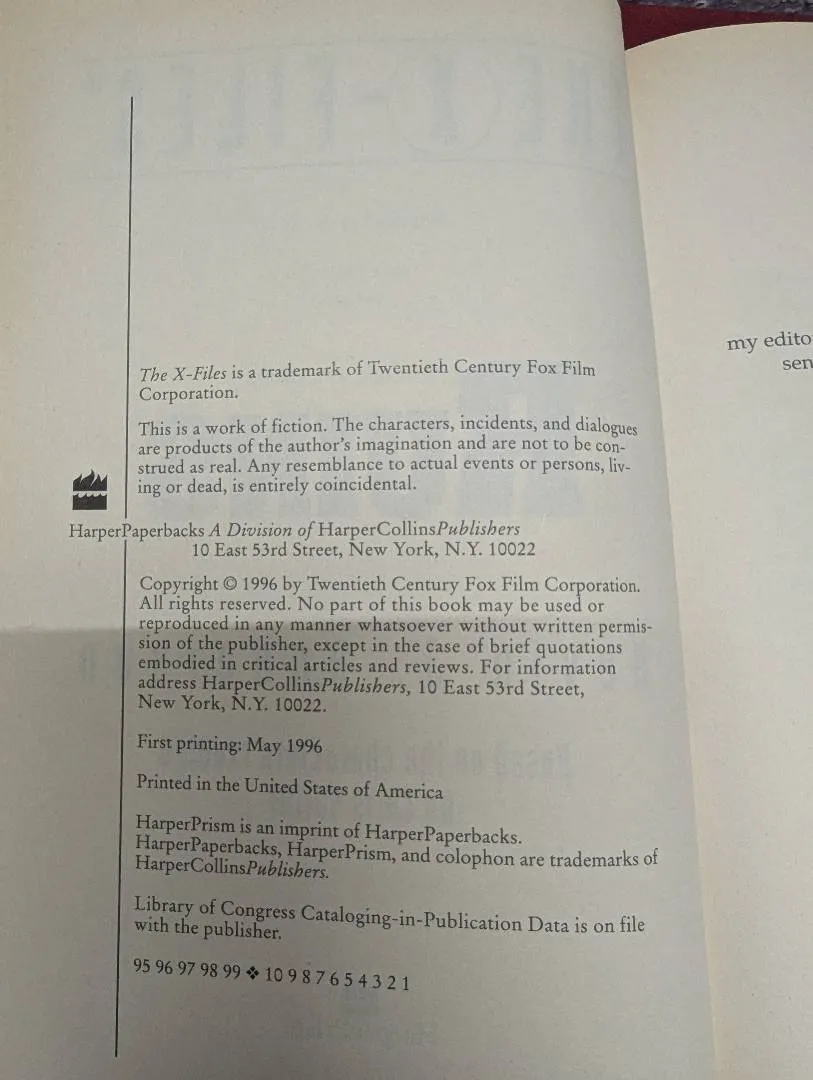 The X-Files is a trademark of Twentieth Century Fox Film
Corporation.
This is a work of fiction. The characters, incidents, and dialogues
are products of the author's imagination and are not to be con-
strued as real. Any resemblance to actual events or persons, liv-
ing or dead, is entirely coincidental.
HarperPaperbacks A Division of HarperCollinsPublishers
10 East 53rd Street, New York, N.Y. 10022
Copyright © 1996 by Twentieth Century Fox Film Corporation.
All rights reserved. No part of this book may be used or
reproduced in any manner whatsoever without written permis-
sion of the publisher, except in the case of brief quotations
embodied in critical articles and reviews. For information
address HarperCollinsPublishers, 10 East 53rd Street,
New York, N.Y. 10022.
First printing: May 1996
Printed in the United States of America
HarperPrism is an imprint of HarperPaperbacks.
HarperPaperbacks, HarperPrism, and colophon are trademarks of
HarperCollinsPublishers.
Library of Congress Cataloging-in-Publication Data is on file
with the publisher.
95 96 97 98 99 ❖ 10 9 8 7 6 5 4 3 2 1
my edito
sen